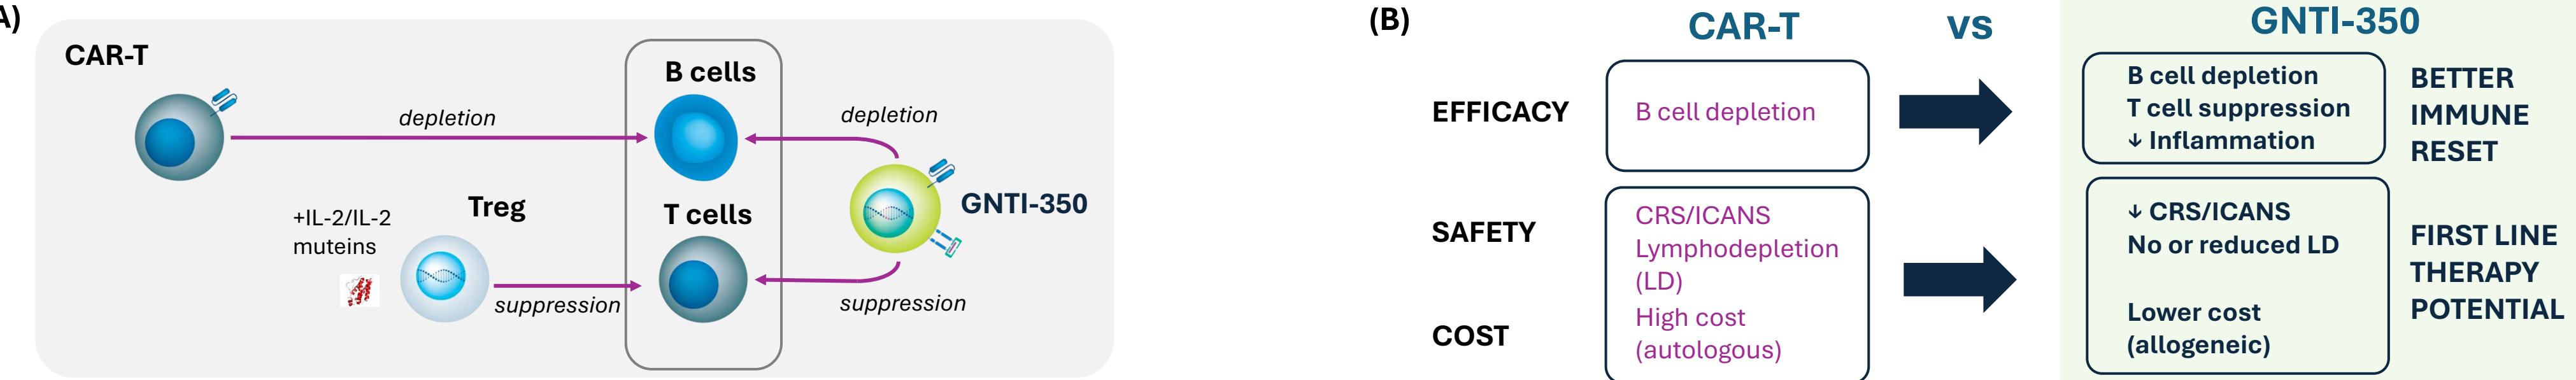 A)
CAR-T
B cells
depletion
depletion
+IL-2/IL-2
muteins
Treg
T cells
GNTI-350
suppression
suppression
(B)
CAR-T
VS
GNTI-350
EFFICACY
B cell depletion
B cell depletion
T cell suppression
↓ Inflammation
BETTER
IMMUNE
RESET
SAFETY
CRS/ICANS
Lymphodepletion
(LD)
COST
High cost
(autologous)
↓ CRS/ICANS
No or reduced LD
Lower cost
(allogeneic)
FIRST LINE
THERAPY
POTENTIAL